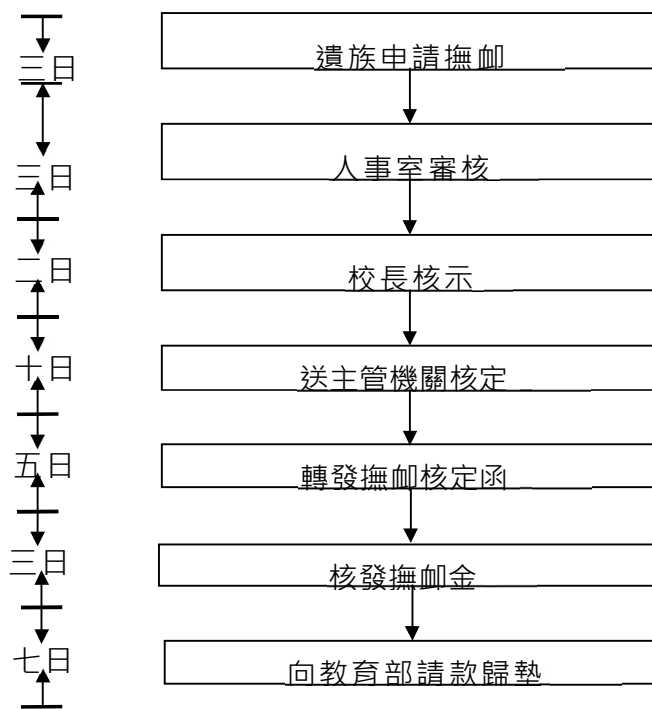 三日
遺族申請撫卹
三日
人事室審核
二日
校長核示
十日
送主管機關核定
五日
轉發撫卹核定函
三日
核發撫卹金
七日
向教育部請款歸墊